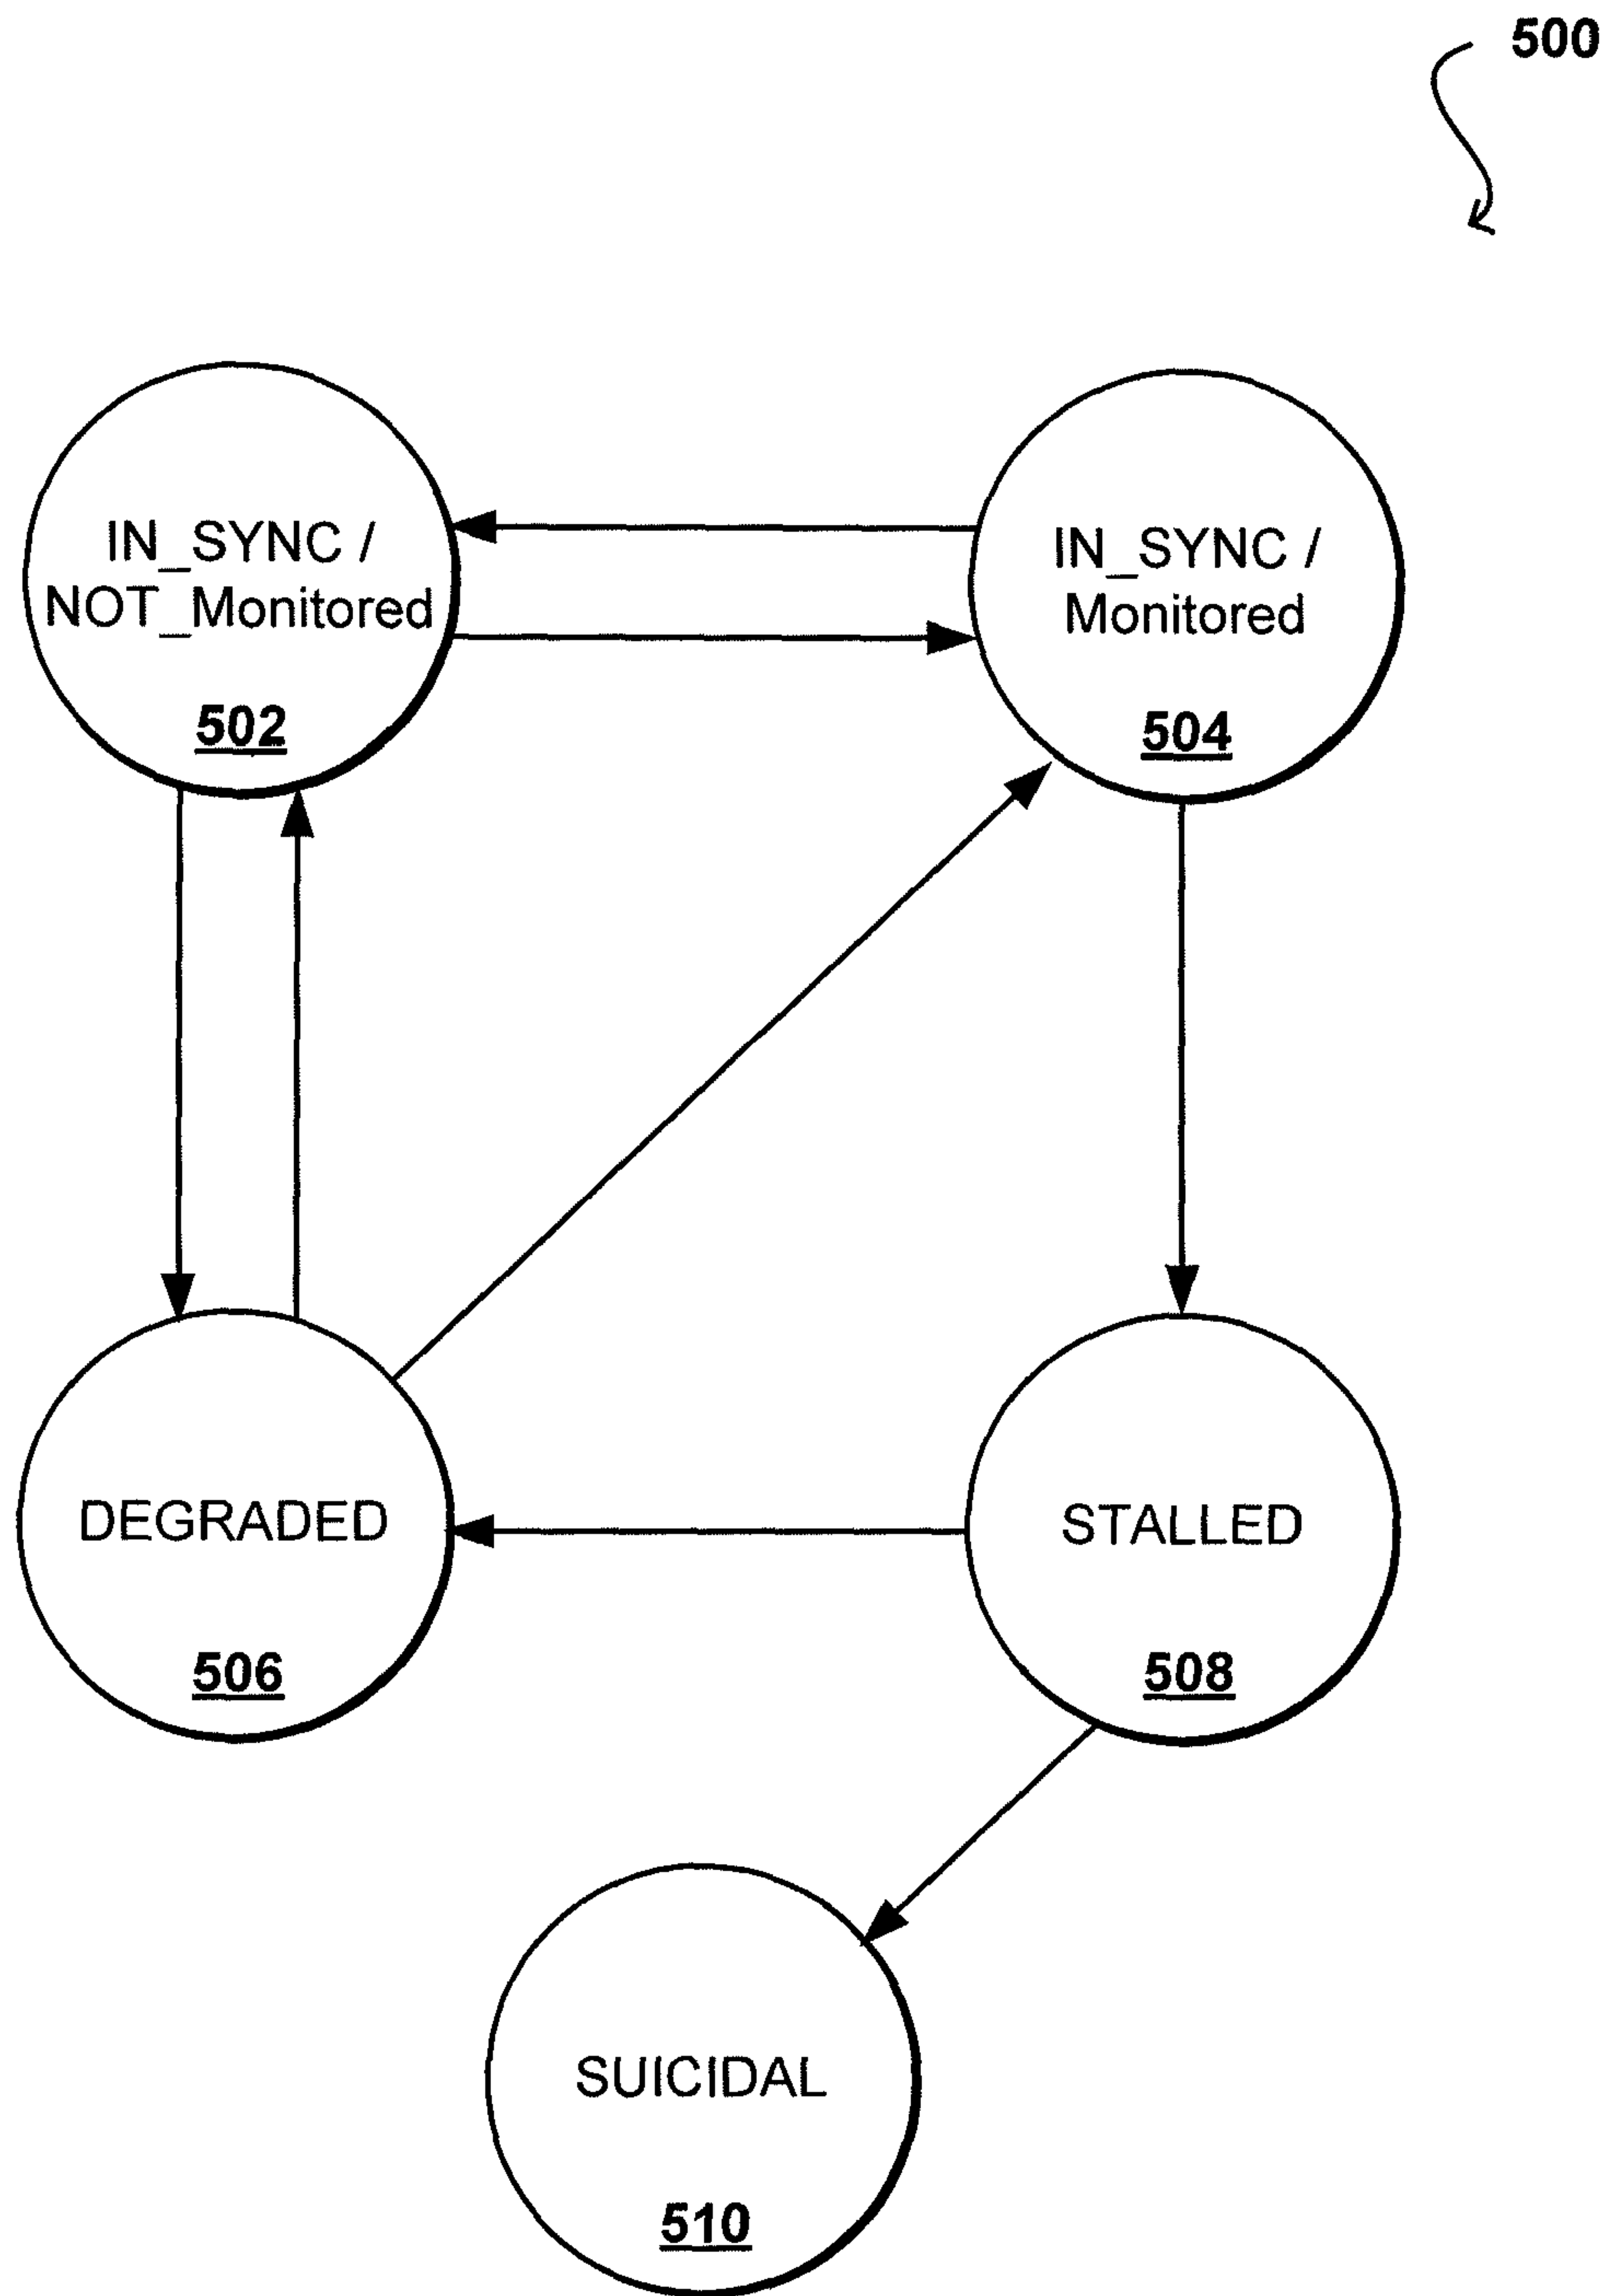 500
IN_SYNC /
NOT_Monitored
502
IN_SYNC /
Monitored
504
DEGRADED
506
STALLED
508
SUICIDAL
510